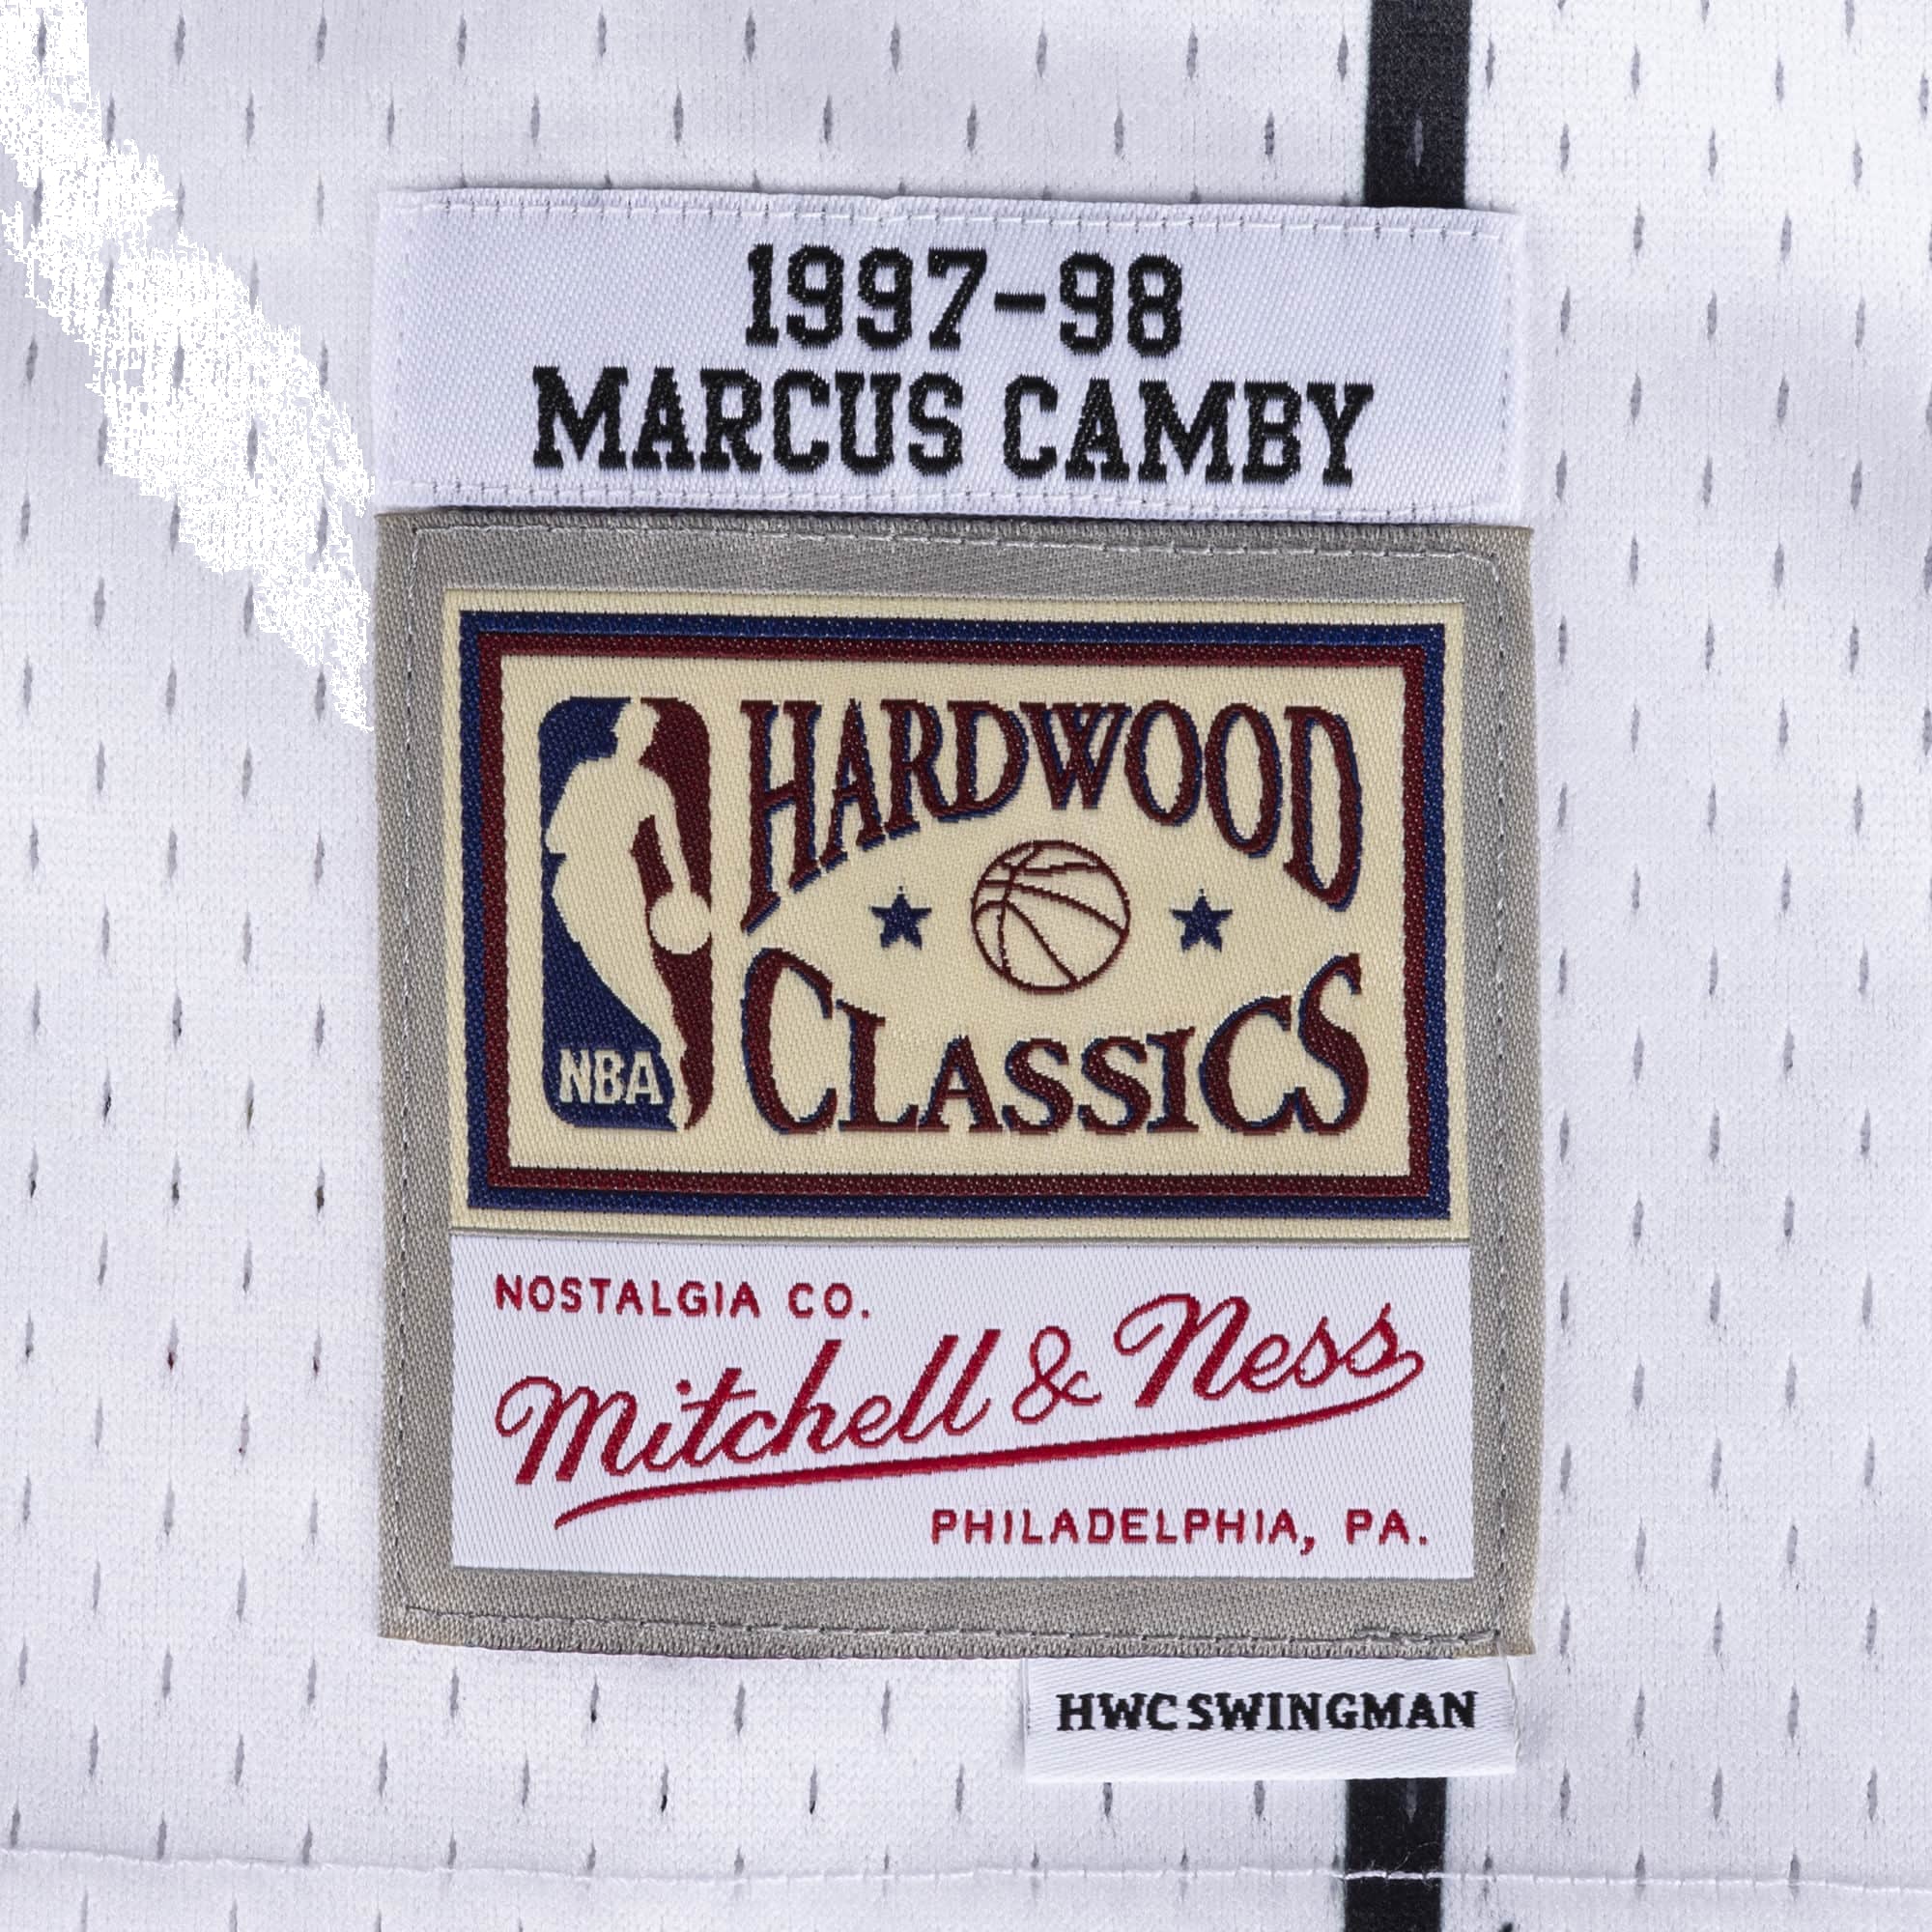 1997-98
MARCUS CAMBY
HARDWOOD
CLASSICS
NBA
NOSTALGIA CO.
Mitchell & Ness
PHILADELPHIA, PA.
HWC SWINGMAN